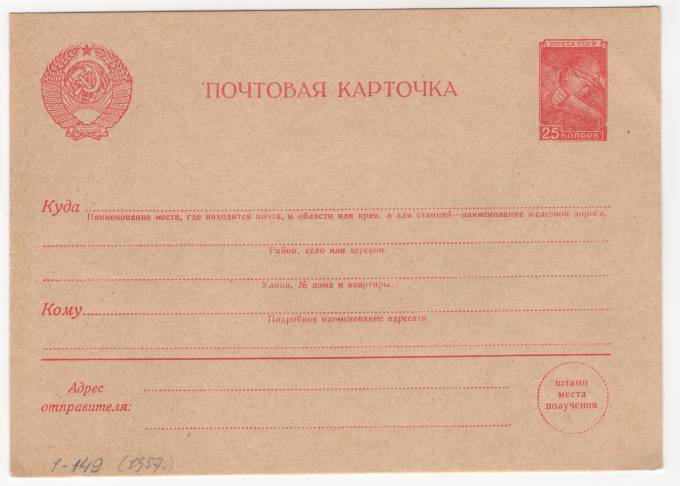 ПОЧТА СССР
ПОЧТОВАЯ КАРТОЧКА
25 КОПЕЕК
Куда
Наименование места, где находится почта, и области или края, а для станций—наименование железной дороги.
Район, село или деревня.
Улица, № дома и квартиры.
Кому
Подробное наименование адресата.
Адрес
отправителя:
штамп
места
получения
1-149 (1957.)